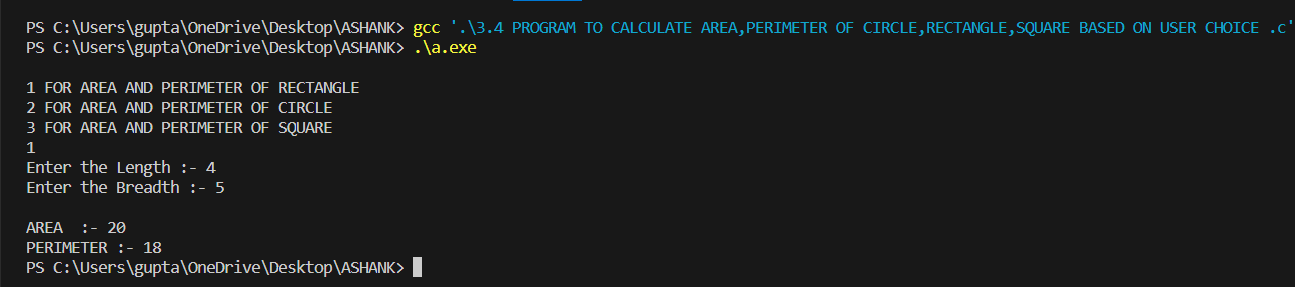 PS C:\Users\gupta\OneDrive\Desktop\ASHANK> gcc '.\3.4 PROGRAM TO CALCULATE AREA,PERIMETER OF CIRCLE,RECTANGLE,SQUARE BASED ON USER CHOICE .c'
PS C:\Users\gupta\OneDrive\Desktop\ASHANK> .\a.exe
1 FOR AREA AND PERIMETER OF RECTANGLE
2 FOR AREA AND PERIMETER OF CIRCLE
3 FOR AREA AND PERIMETER OF SQUARE
1
Enter the Length :- 4
Enter the Breadth :- 5
AREA  :- 20
PERIMETER :- 18
PS C:\Users\gupta\OneDrive\Desktop\ASHANK>